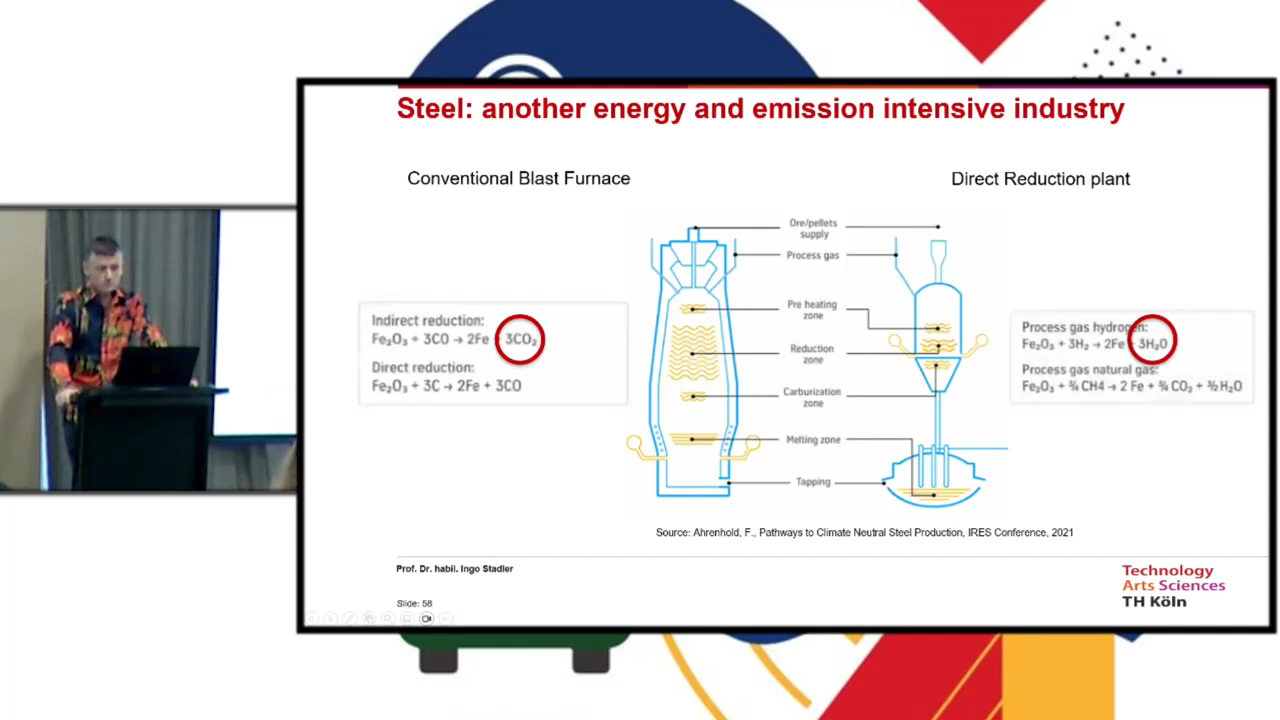 Steel: another energy and emission intensive industry
Conventional Blast Furnace
Direct Reduction plant
Indirect reduction:
Fe₂O₃ + 3CO → 2Fe 3CO₂
Direct reduction:
Fe₂O₃ + 3C → 2Fe + 3CO
Ore/pellets
supply
Process gas
Pre heating
zone
Reduction
zone
Carburization
zone
Melting zone
Tapping
Process gas hydrogen:
Fe₂O₃ + 3H₂ → 2Fe + 3H₂O
Process gas natural gas:
Fe₂O₃ + ¾ CH4 → 2 Fe + ¾ CO₂ + ³⁄₂ H₂O
Source: Ahrenhold, F., Pathways to Climate Neutral Steel Production, IRES Conference, 2021
Prof. Dr. habil. Ingo Stadler
Slide: 58
Technology
Arts Sciences
TH Köln